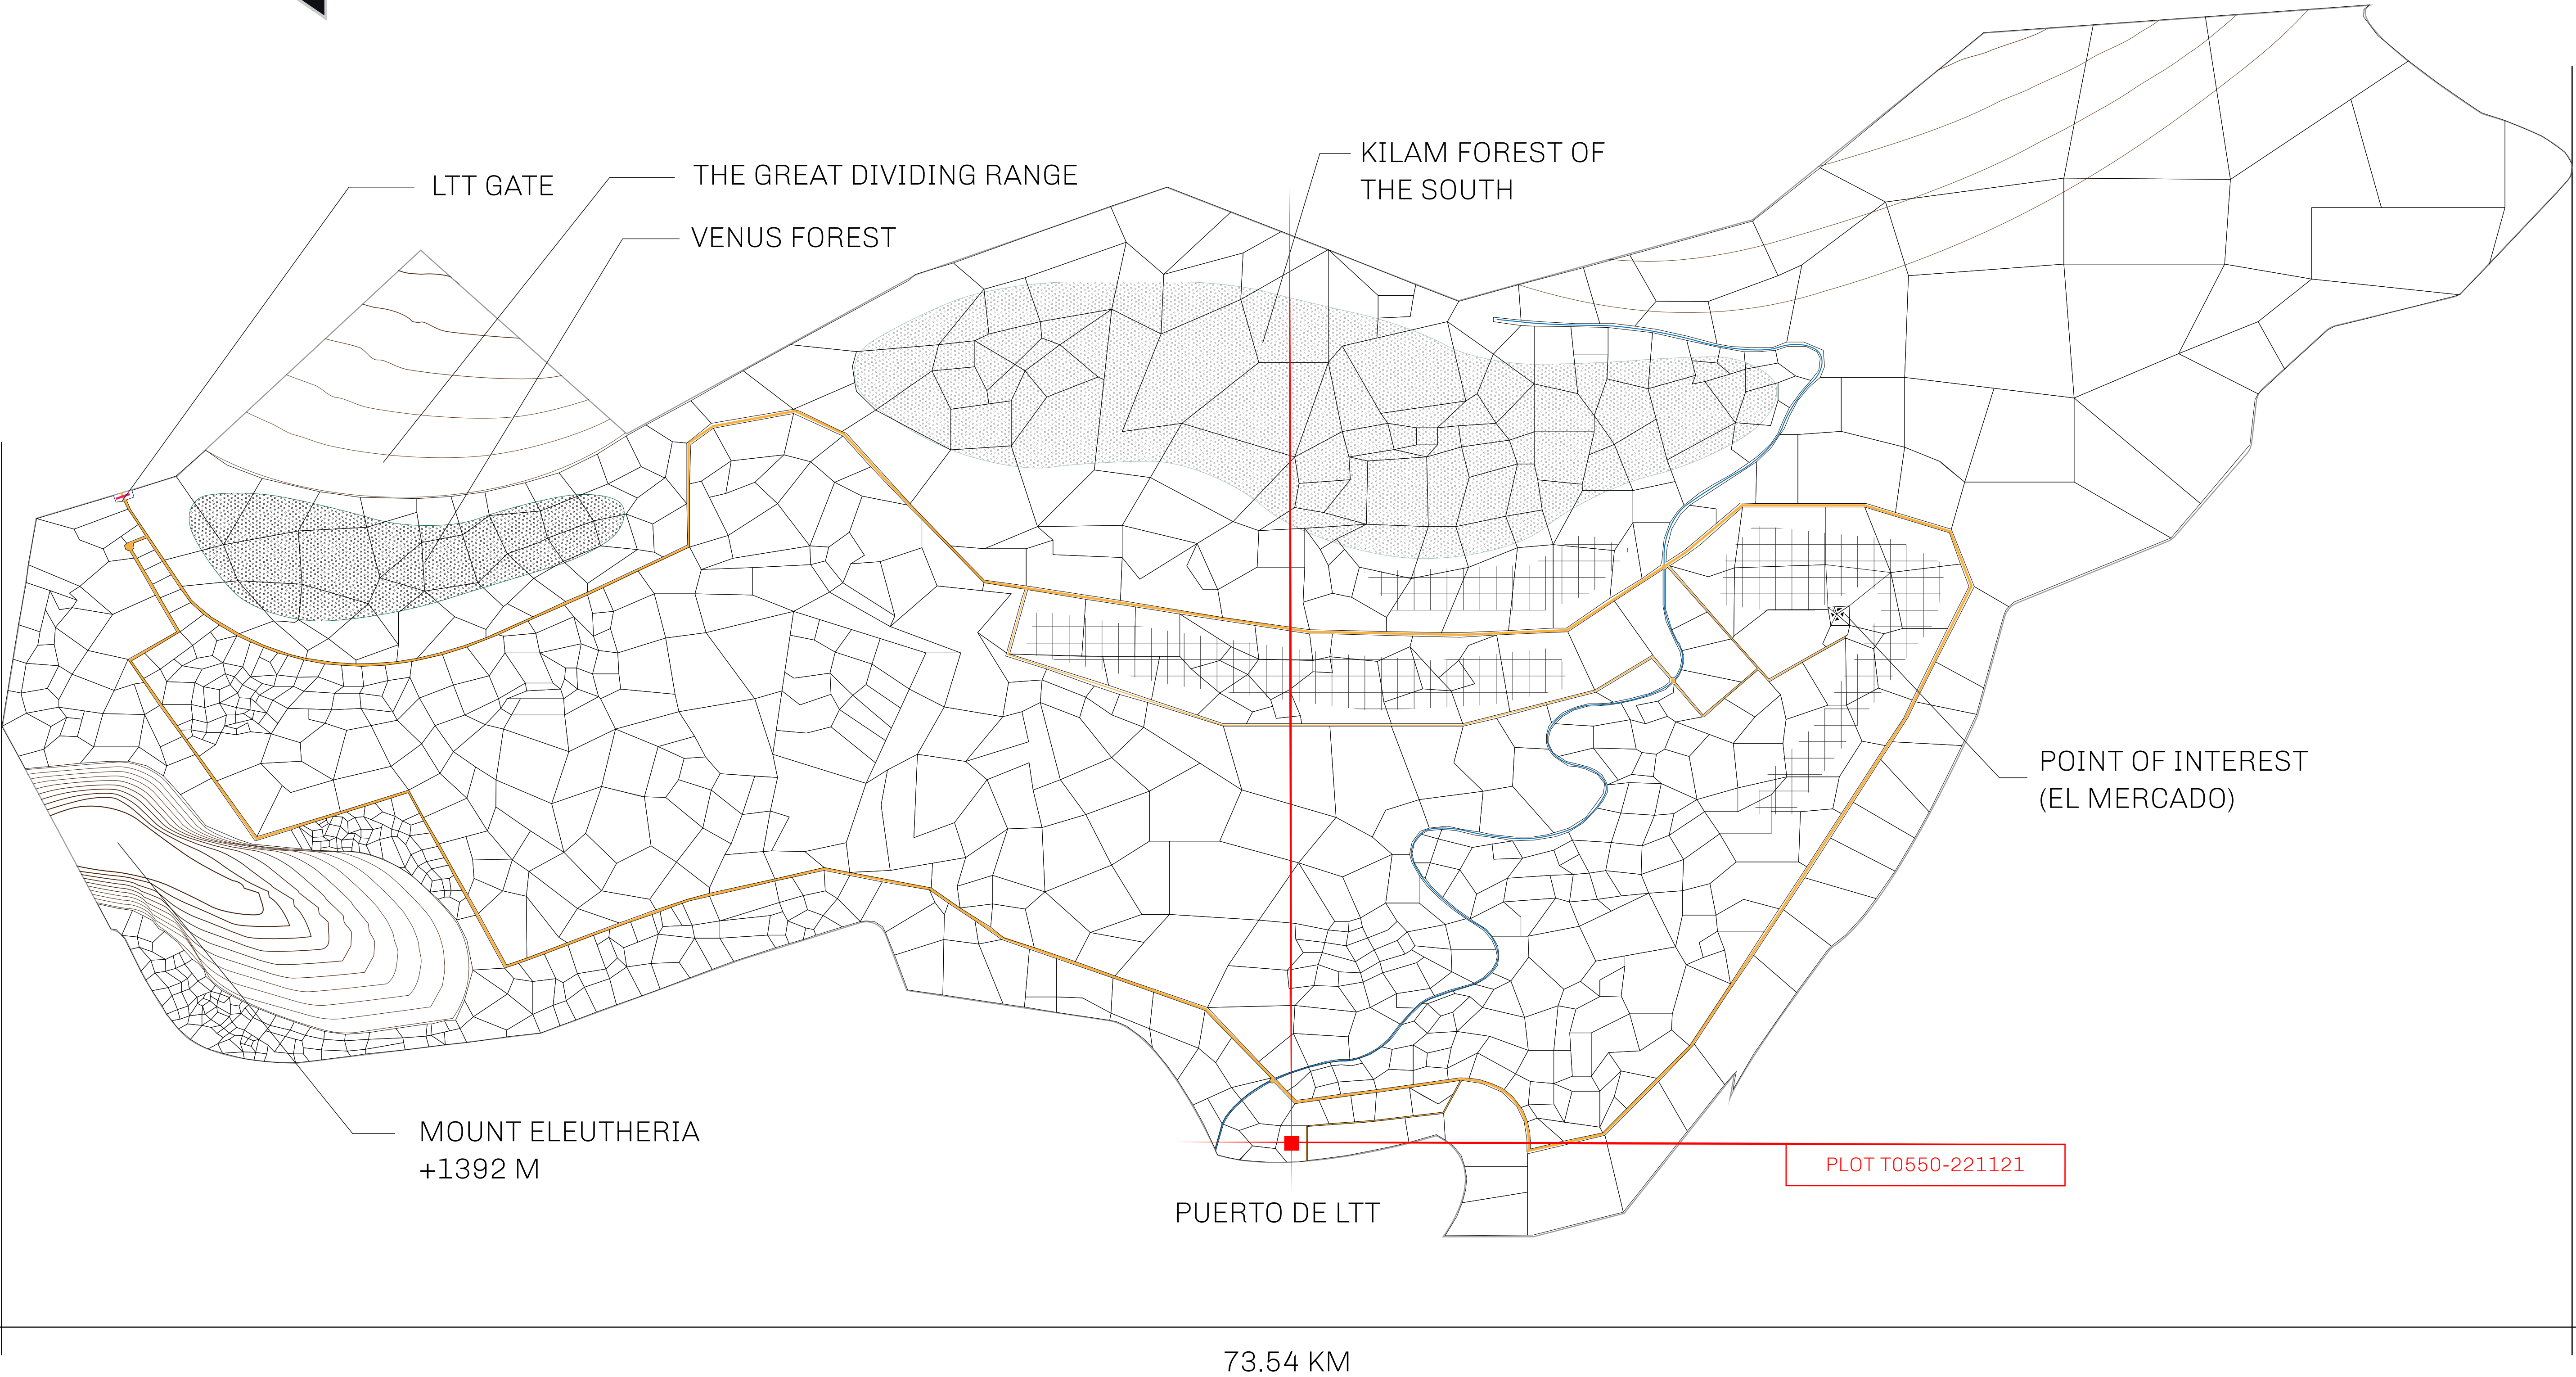 KILAM FOREST OF
THE SOUTH
THE GREAT DIVIDING RANGE
LTT GATE
VENUS FOREST
POINT OF INTEREST
(EL MERCADO)
MOUNT ELEUTHERIA
+1392 M
PLOT T0550-221121
PUERTO DE LTT
73.54 KM